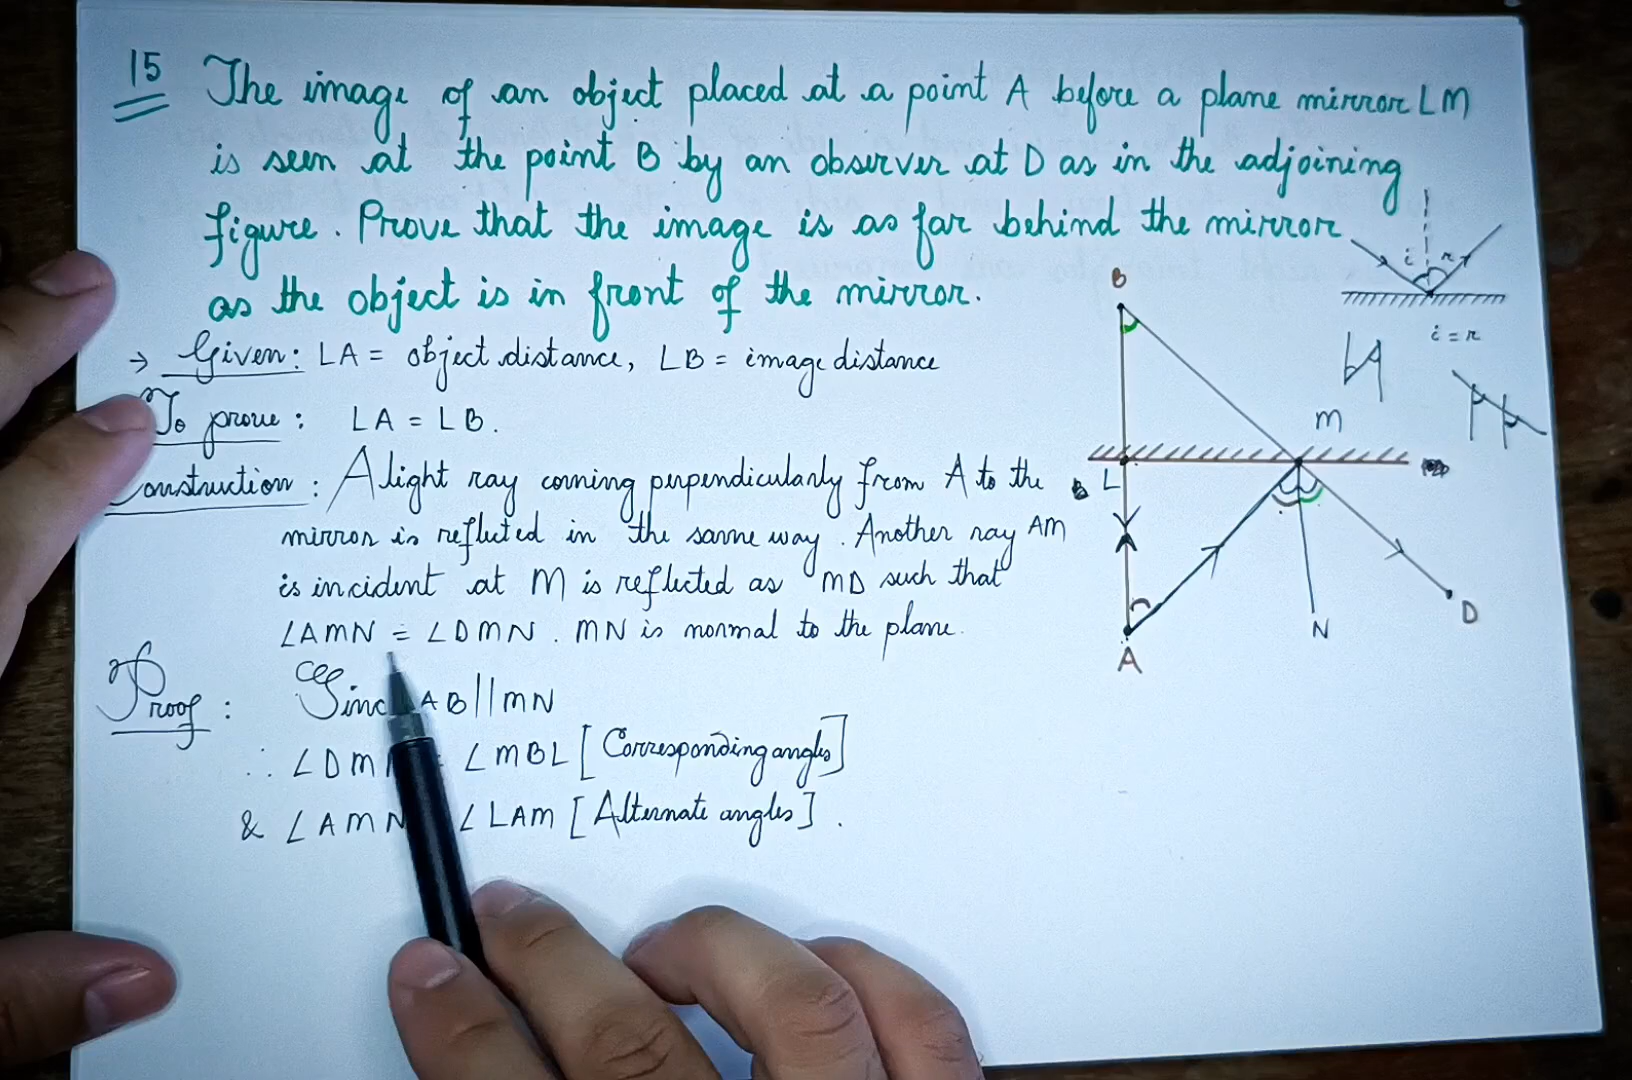 15 The image of an object placed at a point A before a plane mirror LM
is seen at the point B by an observer at D as in the adjoining
figure. Prove that the image is as far behind the mirror
as the object is in front of the mirror.
→ Given: LA = object distance, LB = image distance
To prove: LA = LB.
Construction: A light ray coming perpendicularly from A to the
mirror is reflected in the same way. Another ray AM
is incident at M is reflected as MD such that
∠AMN = ∠DMN. MN is normal to the plane.
Proof: Since AB || MN
∴ ∠DM = ∠MBL [Corresponding angles]
& ∠AMN ∠LAM [Alternate angles].
i r
i = r
B
M
L
A
N
D